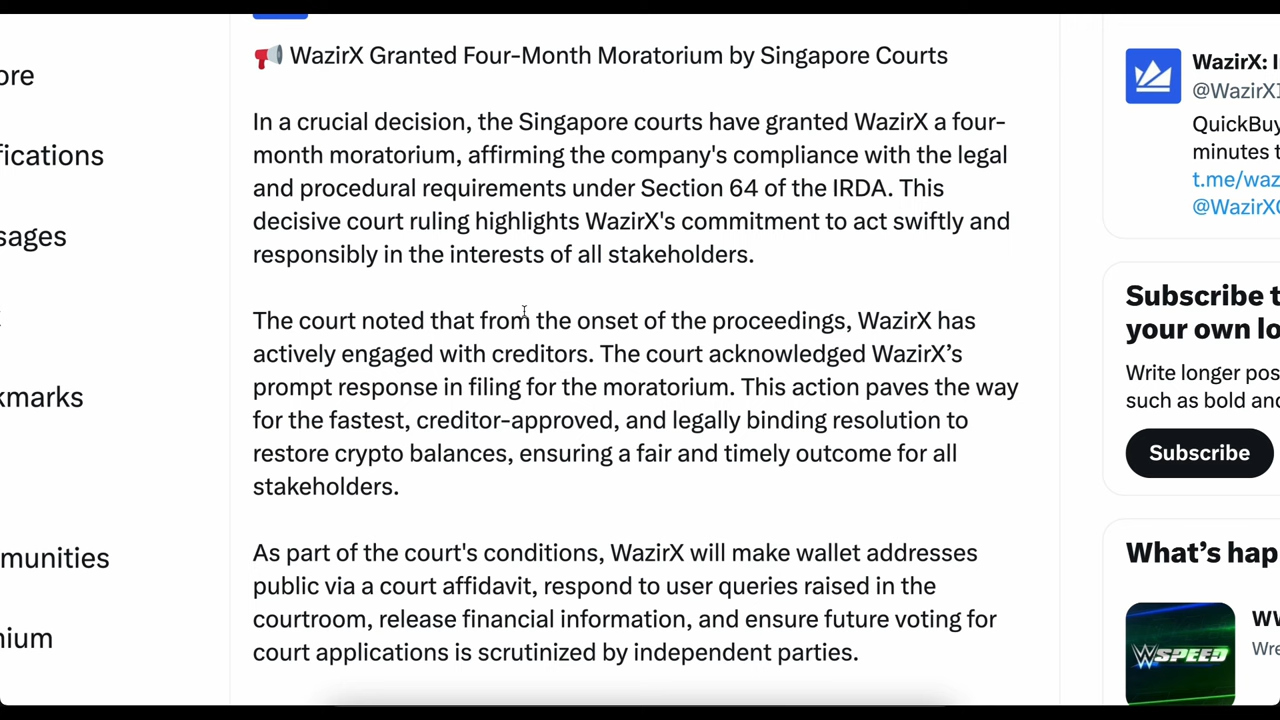 📢 WazirX Granted Four-Month Moratorium by Singapore Courts
In a crucial decision, the Singapore courts have granted WazirX a four-
month moratorium, affirming the company's compliance with the legal
and procedural requirements under Section 64 of the IRDA. This
decisive court ruling highlights WazirX's commitment to act swiftly and
responsibly in the interests of all stakeholders.
The court noted that from the onset of the proceedings, WazirX has
actively engaged with creditors. The court acknowledged WazirX’s
prompt response in filing for the moratorium. This action paves the way
for the fastest, creditor-approved, and legally binding resolution to
restore crypto balances, ensuring a fair and timely outcome for all
stakeholders.
As part of the court's conditions, WazirX will make wallet addresses
public via a court affidavit, respond to user queries raised in the
courtroom, release financial information, and ensure future voting for
court applications is scrutinized by independent parties.
ore
fications
sages
kmarks
munities
nium
WazirX: I
@WazirXI
QuickBuy
minutes t
t.me/waz
@WazirXC
Subscribe t
your own lo
Write longer pos
such as bold and
Subscribe
What’s hap
WSPEED
WW
Wre